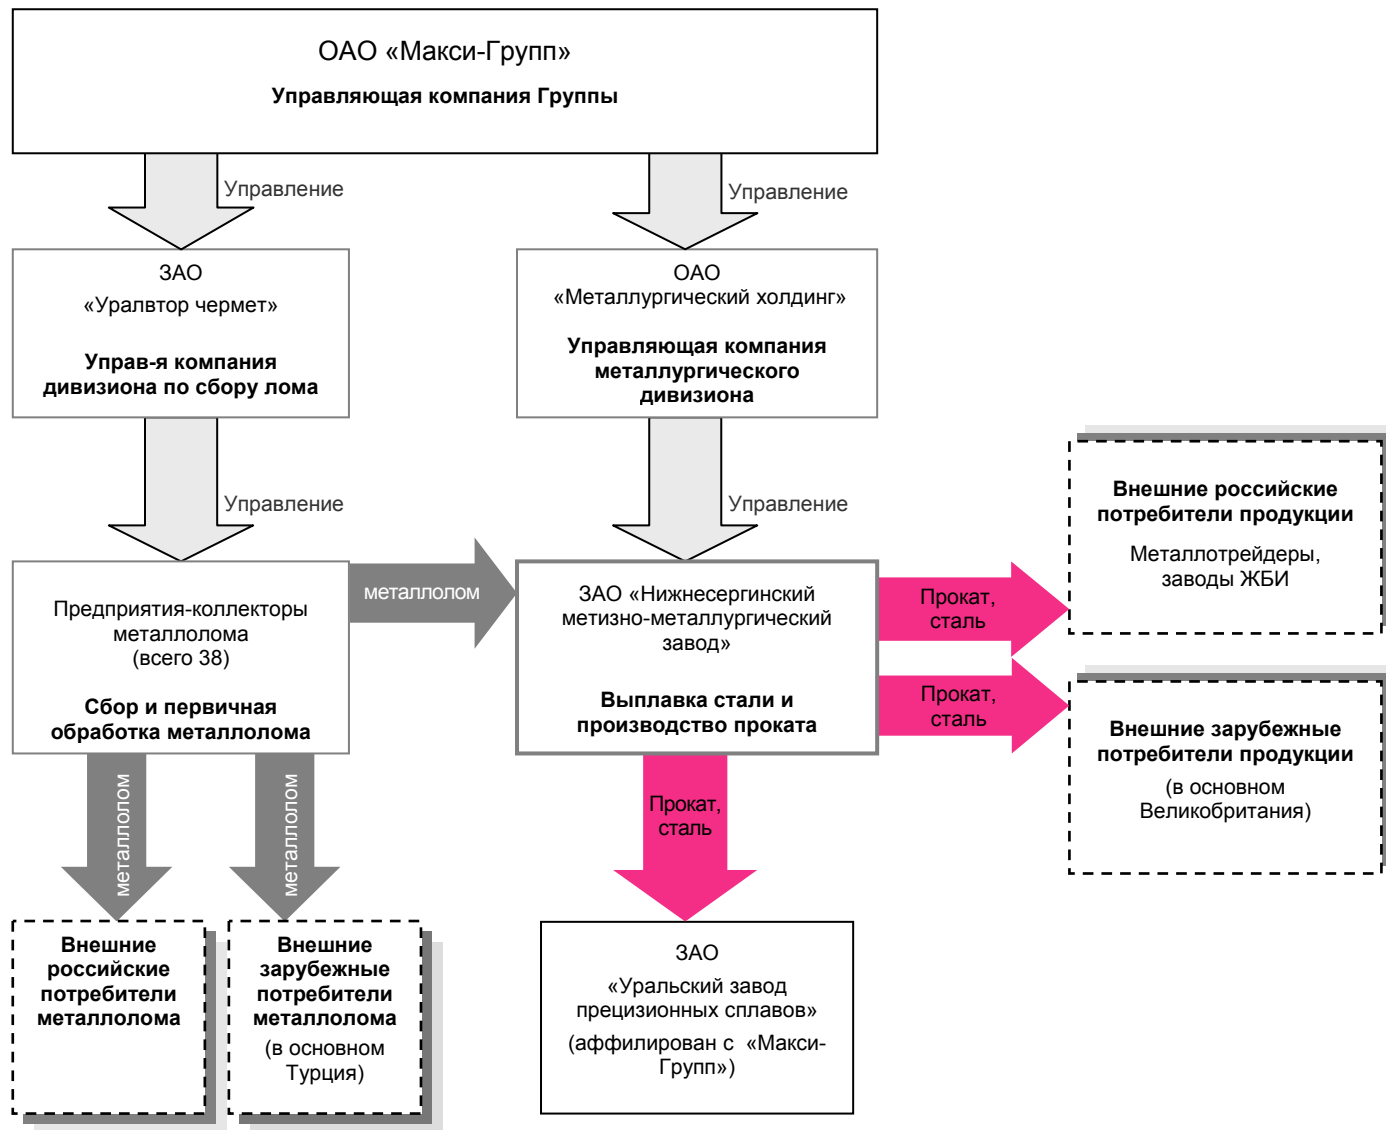 ОАО «Макси-Групп»
Управляющая компания Группы
Управление
Управление
ЗАО
«Уралвтор чермет»
Управ-я компания
дивизиона по сбору лома
ОАО
«Металлургический холдинг»
Управляющая компания
металлургического
дивизиона
Управление
Управление
Внешние российские
потребители продукции
Металлотрейдеры,
заводы ЖБИ
Предприятия-коллекторы
металлолома
(всего 38)
Сбор и первичная
обработка металлолома
металлолом
ЗАО «Нижнесергинский
метизно-металлургический
завод»
Выплавка стали и
производство проката
Прокат,
сталь
Прокат,
сталь
Внешние зарубежные
потребители продукции
(в основном
Великобритания)
металлолом
металлолом
Прокат,
сталь
Внешние
российские
потребители
металлолома
Внешние
зарубежные
потребители
металлолома
(в основном
Турция)
ЗАО
«Уральский завод
прецизионных сплавов»
(аффилирован с «Макси-
Групп»)